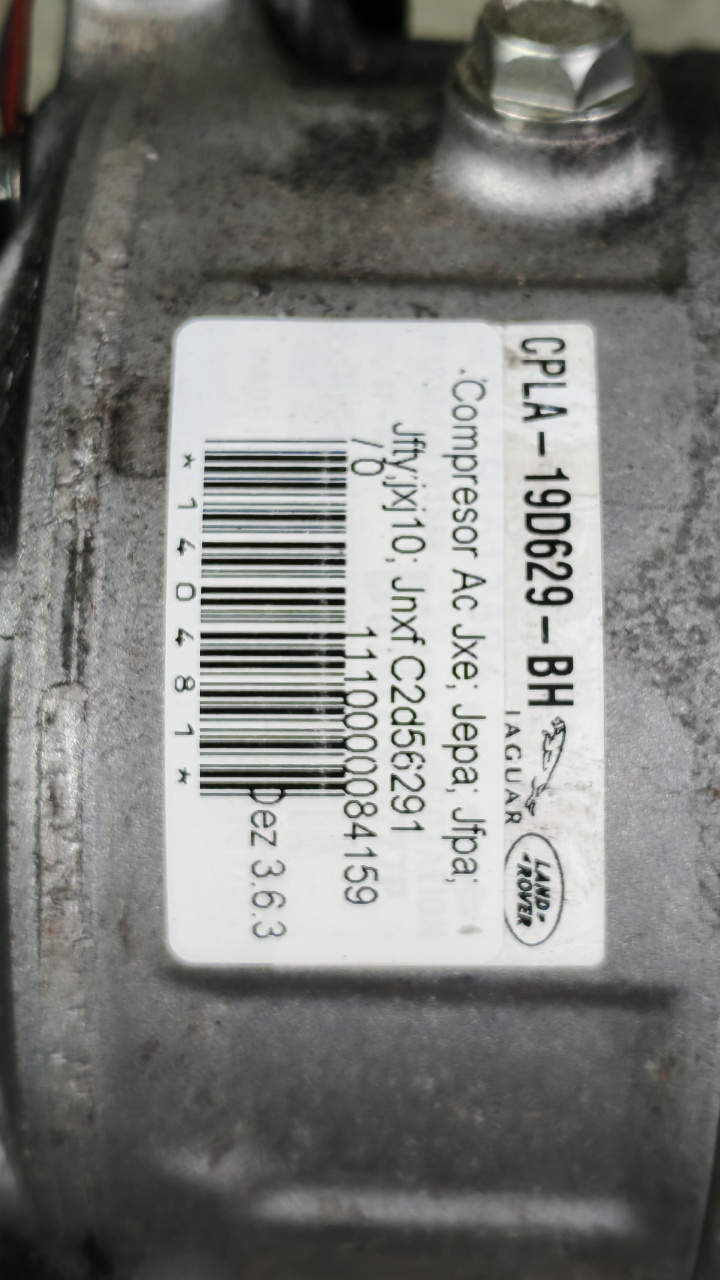 CPLA-19D629-BH
JAGUAR
LAND-
-ROVER
.Compresor Ac Jxe; Jepa; Jfpa;
Jfty;jxj10; Jnxf C2d56291
/0
1110000084159
Dez 3.6.3
*140481*